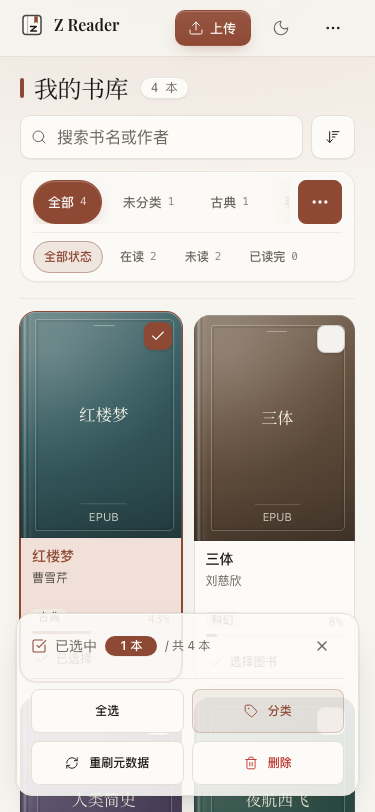 Z Reader
上传
我的书库
4 本
搜索书名或作者
全部 4
未分类 1
古典 1
全部状态
在读 2
未读 2
已读完 0
红楼梦
EPUB
三体
EPUB
红楼梦
曹雪芹
三体
刘慈欣
古典
43%
科幻
8%
已选择
选择图书
已选中
1 本
/ 共 4 本
全选
分类
重刷元数据
删除
人类简史
夜航西飞